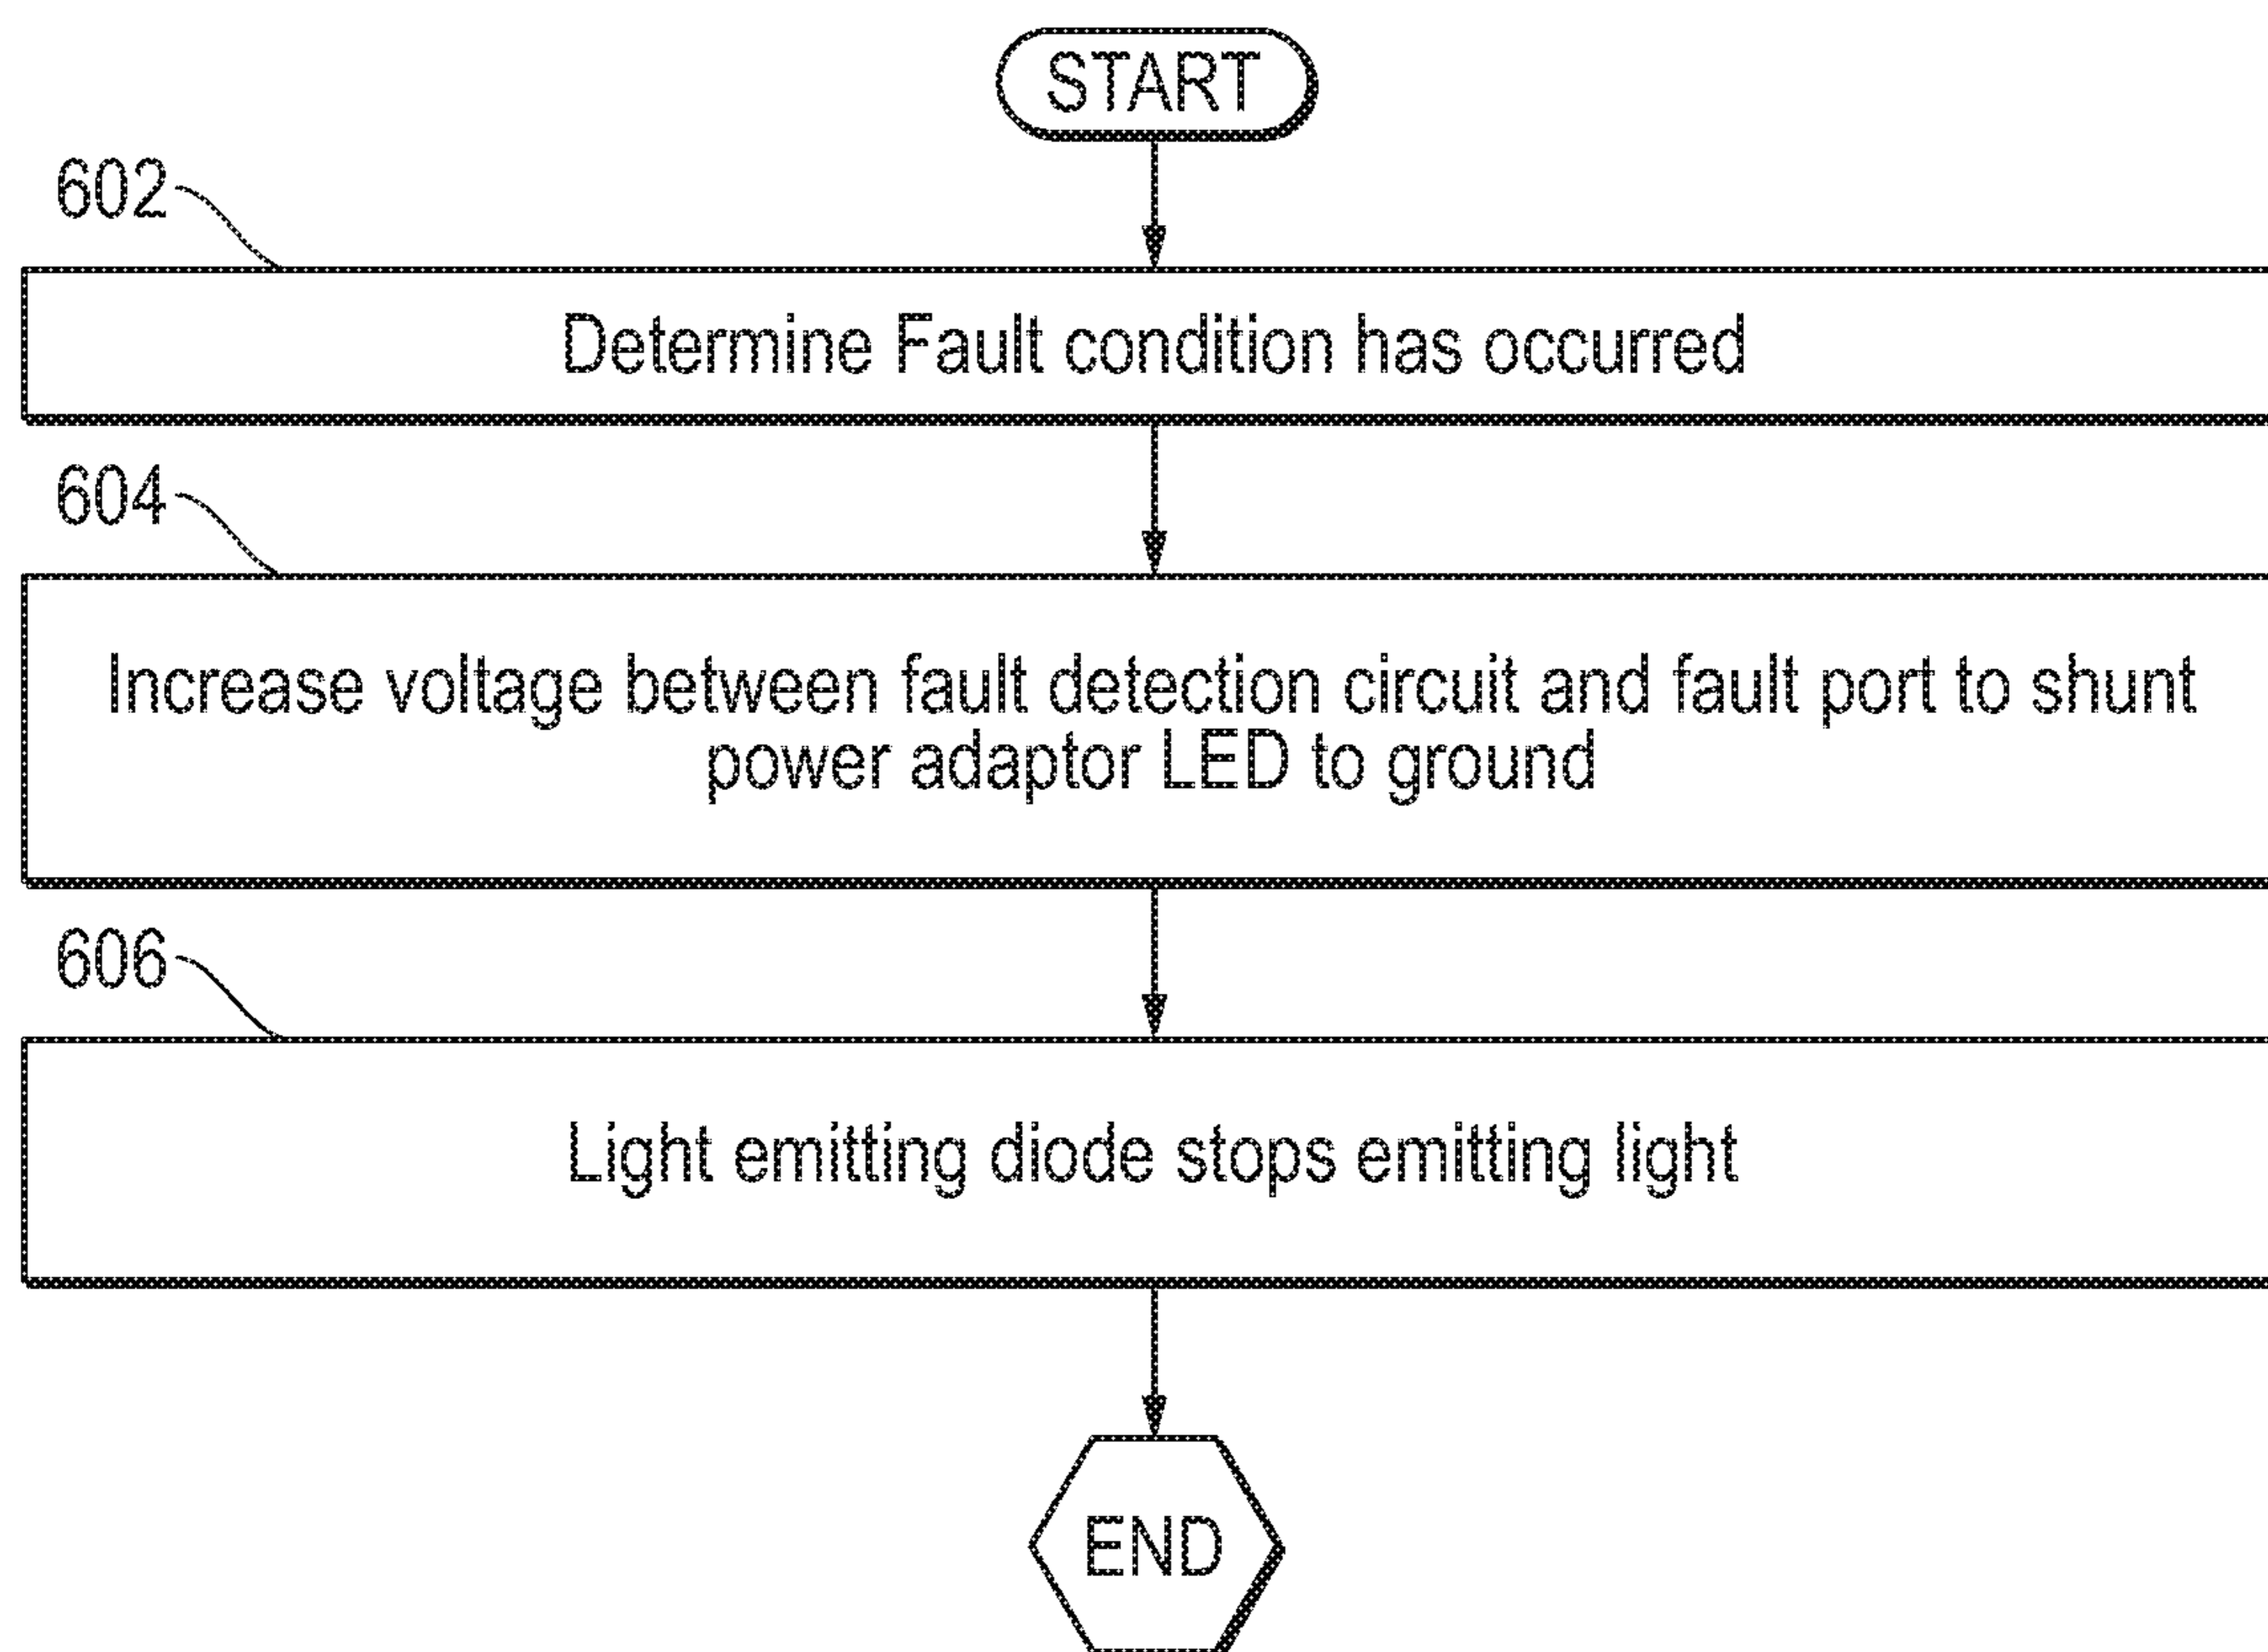 START
602
Determine Fault condition has occurred
604
Increase voltage between fault detection circuit and fault port to shunt
power adaptor LED to ground
606
Light emitting diode stops emitting light
END